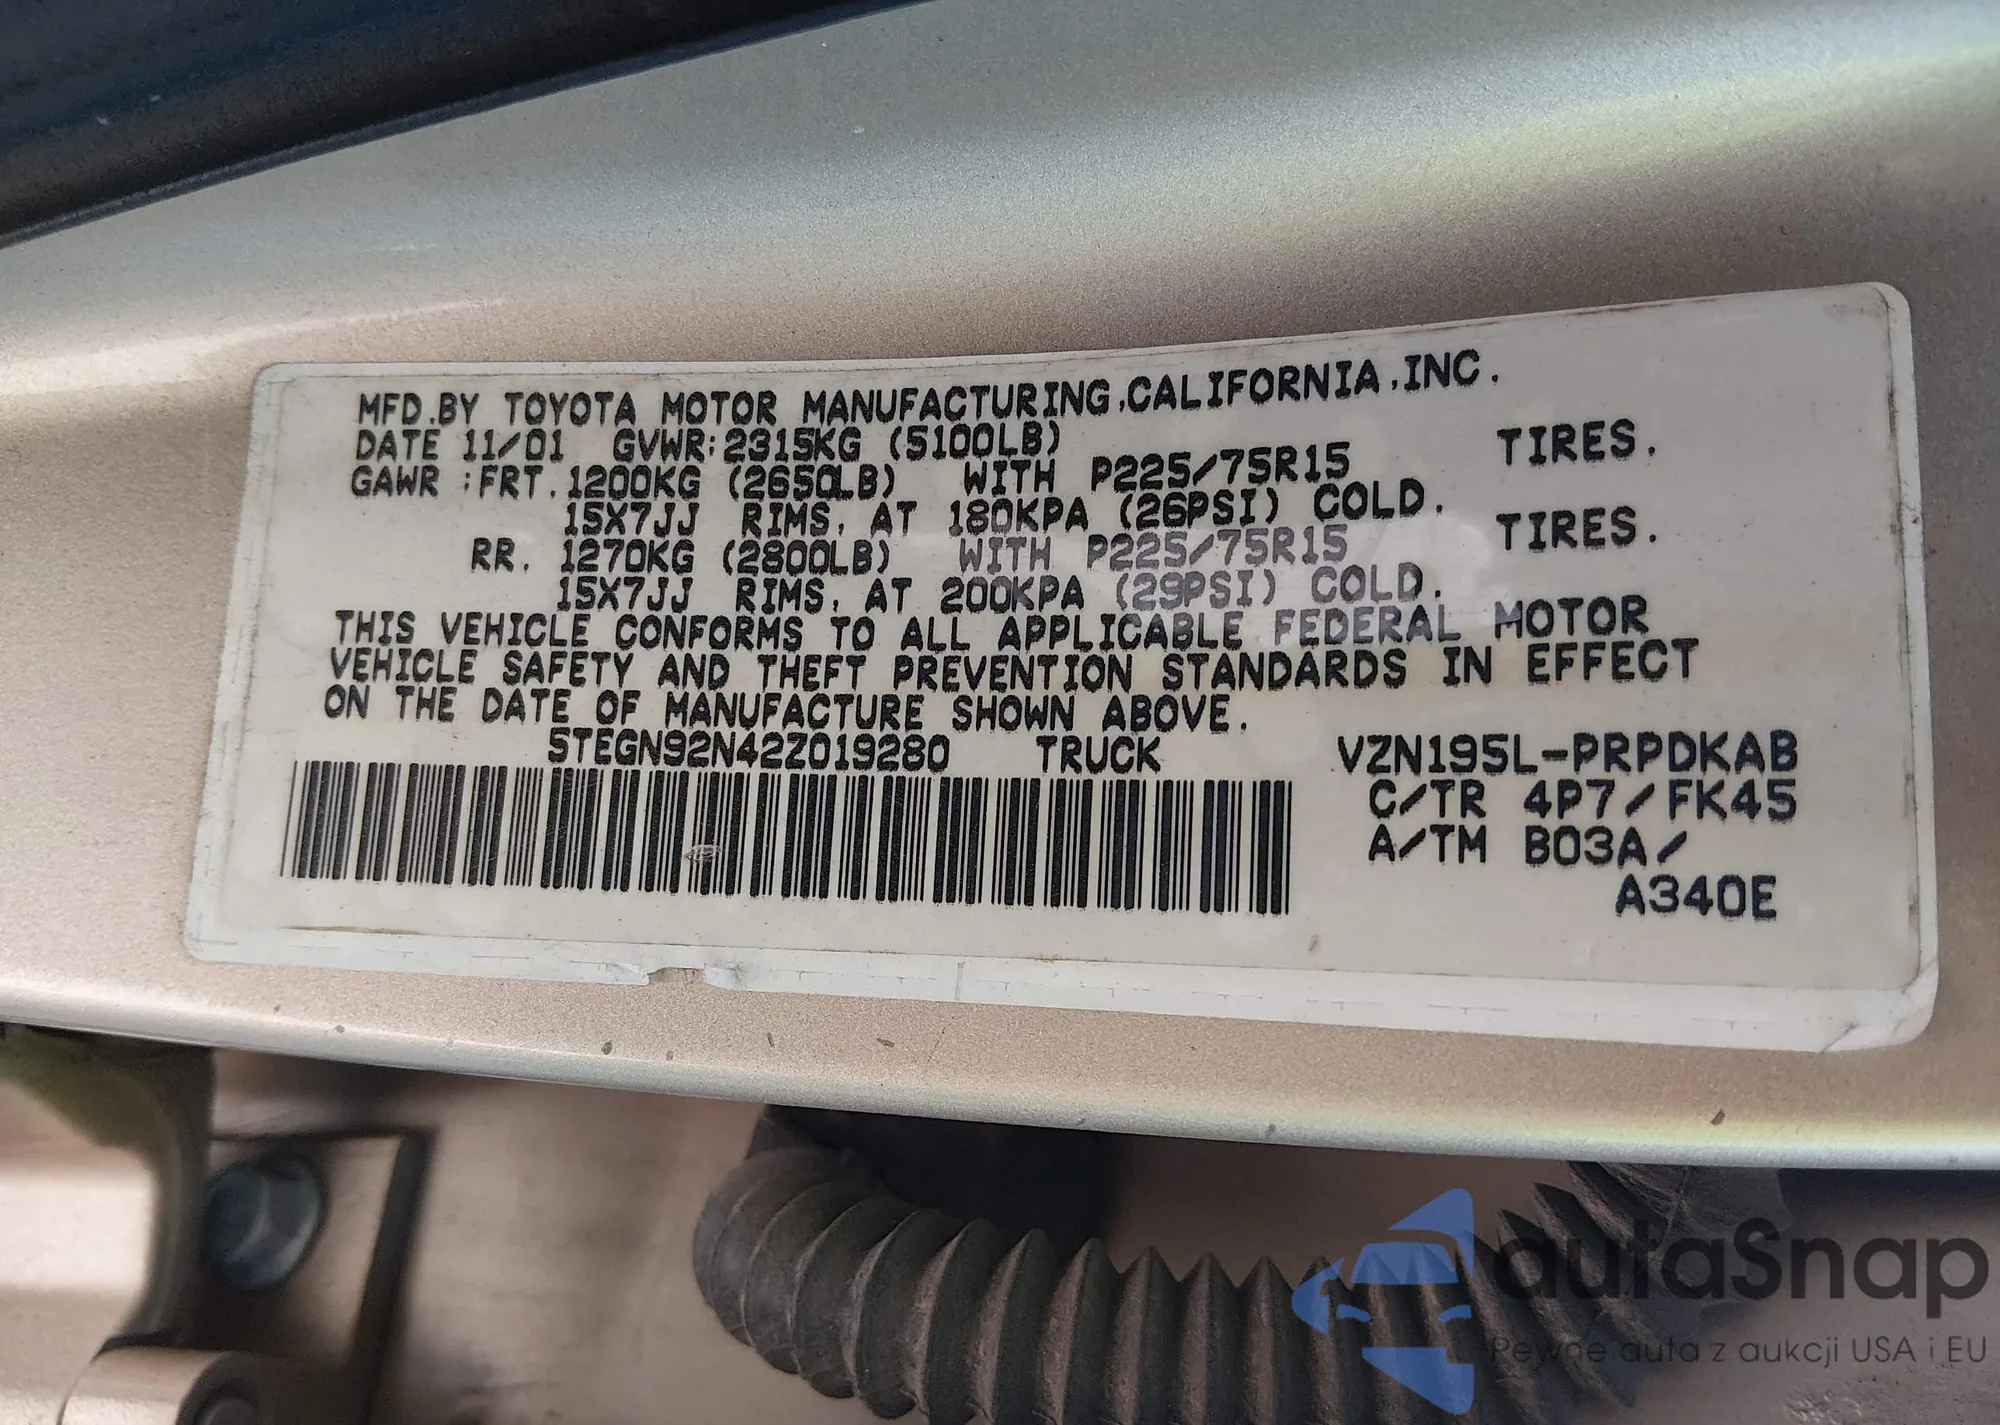 MFD.BY TOYOTA MOTOR MANUFACTURING,CALIFORNIA,INC.
DATE 11/01 GVWR:2315KG (5100LB)
GAWR :FRT. 1200KG (2650LB) WITH P225/75R15 TIRES.
15X7JJ RIMS, AT 180KPA (26PSI) COLD.
RR. 1270KG (2800LB) WITH P225/75R15 TIRES.
15X7JJ RIMS, AT 200KPA (29PSI) COLD.
THIS VEHICLE CONFORMS TO ALL APPLICABLE FEDERAL MOTOR
VEHICLE SAFETY AND THEFT PREVENTION STANDARDS IN EFFECT
ON THE DATE OF MANUFACTURE SHOWN ABOVE.
5TEGN92N42Z019280 TRUCK VZN195L-PRPDKAB
C/TR 4P7/FK45
A/TM B03A/
A340E
autaSnap
Pewne auta z aukcji USA i EU